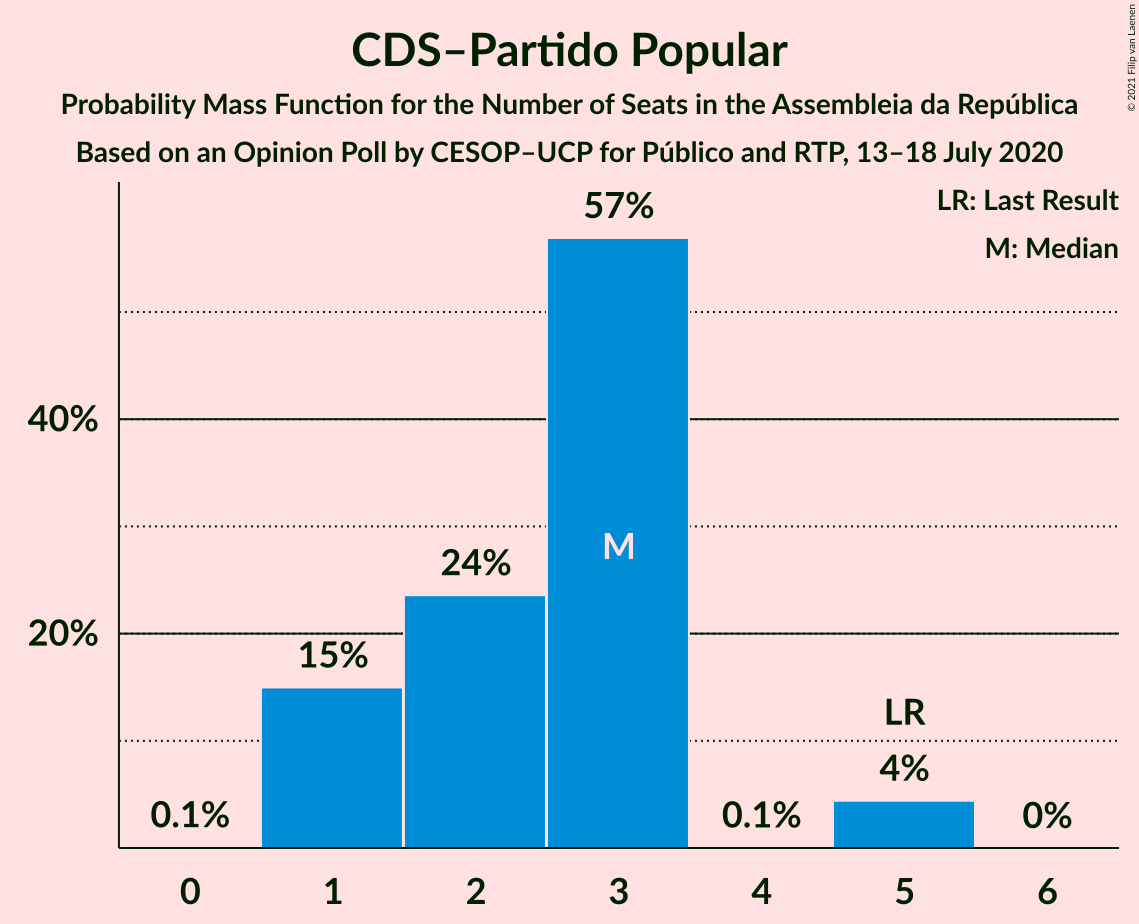 CDS–Partido Popular
Probability Mass Function for the Number of Seats in the Assembleia da República
Based on an Opinion Poll by CESOP–UCP for Público and RTP, 13–18 July 2020
© 2021 Filip van Laenen
LR: Last Result
M: Median
57%
40%
M
24%
20%
15%
LR
4%
0.1%
0.1%
0%
0 1 2 3 4 5 6